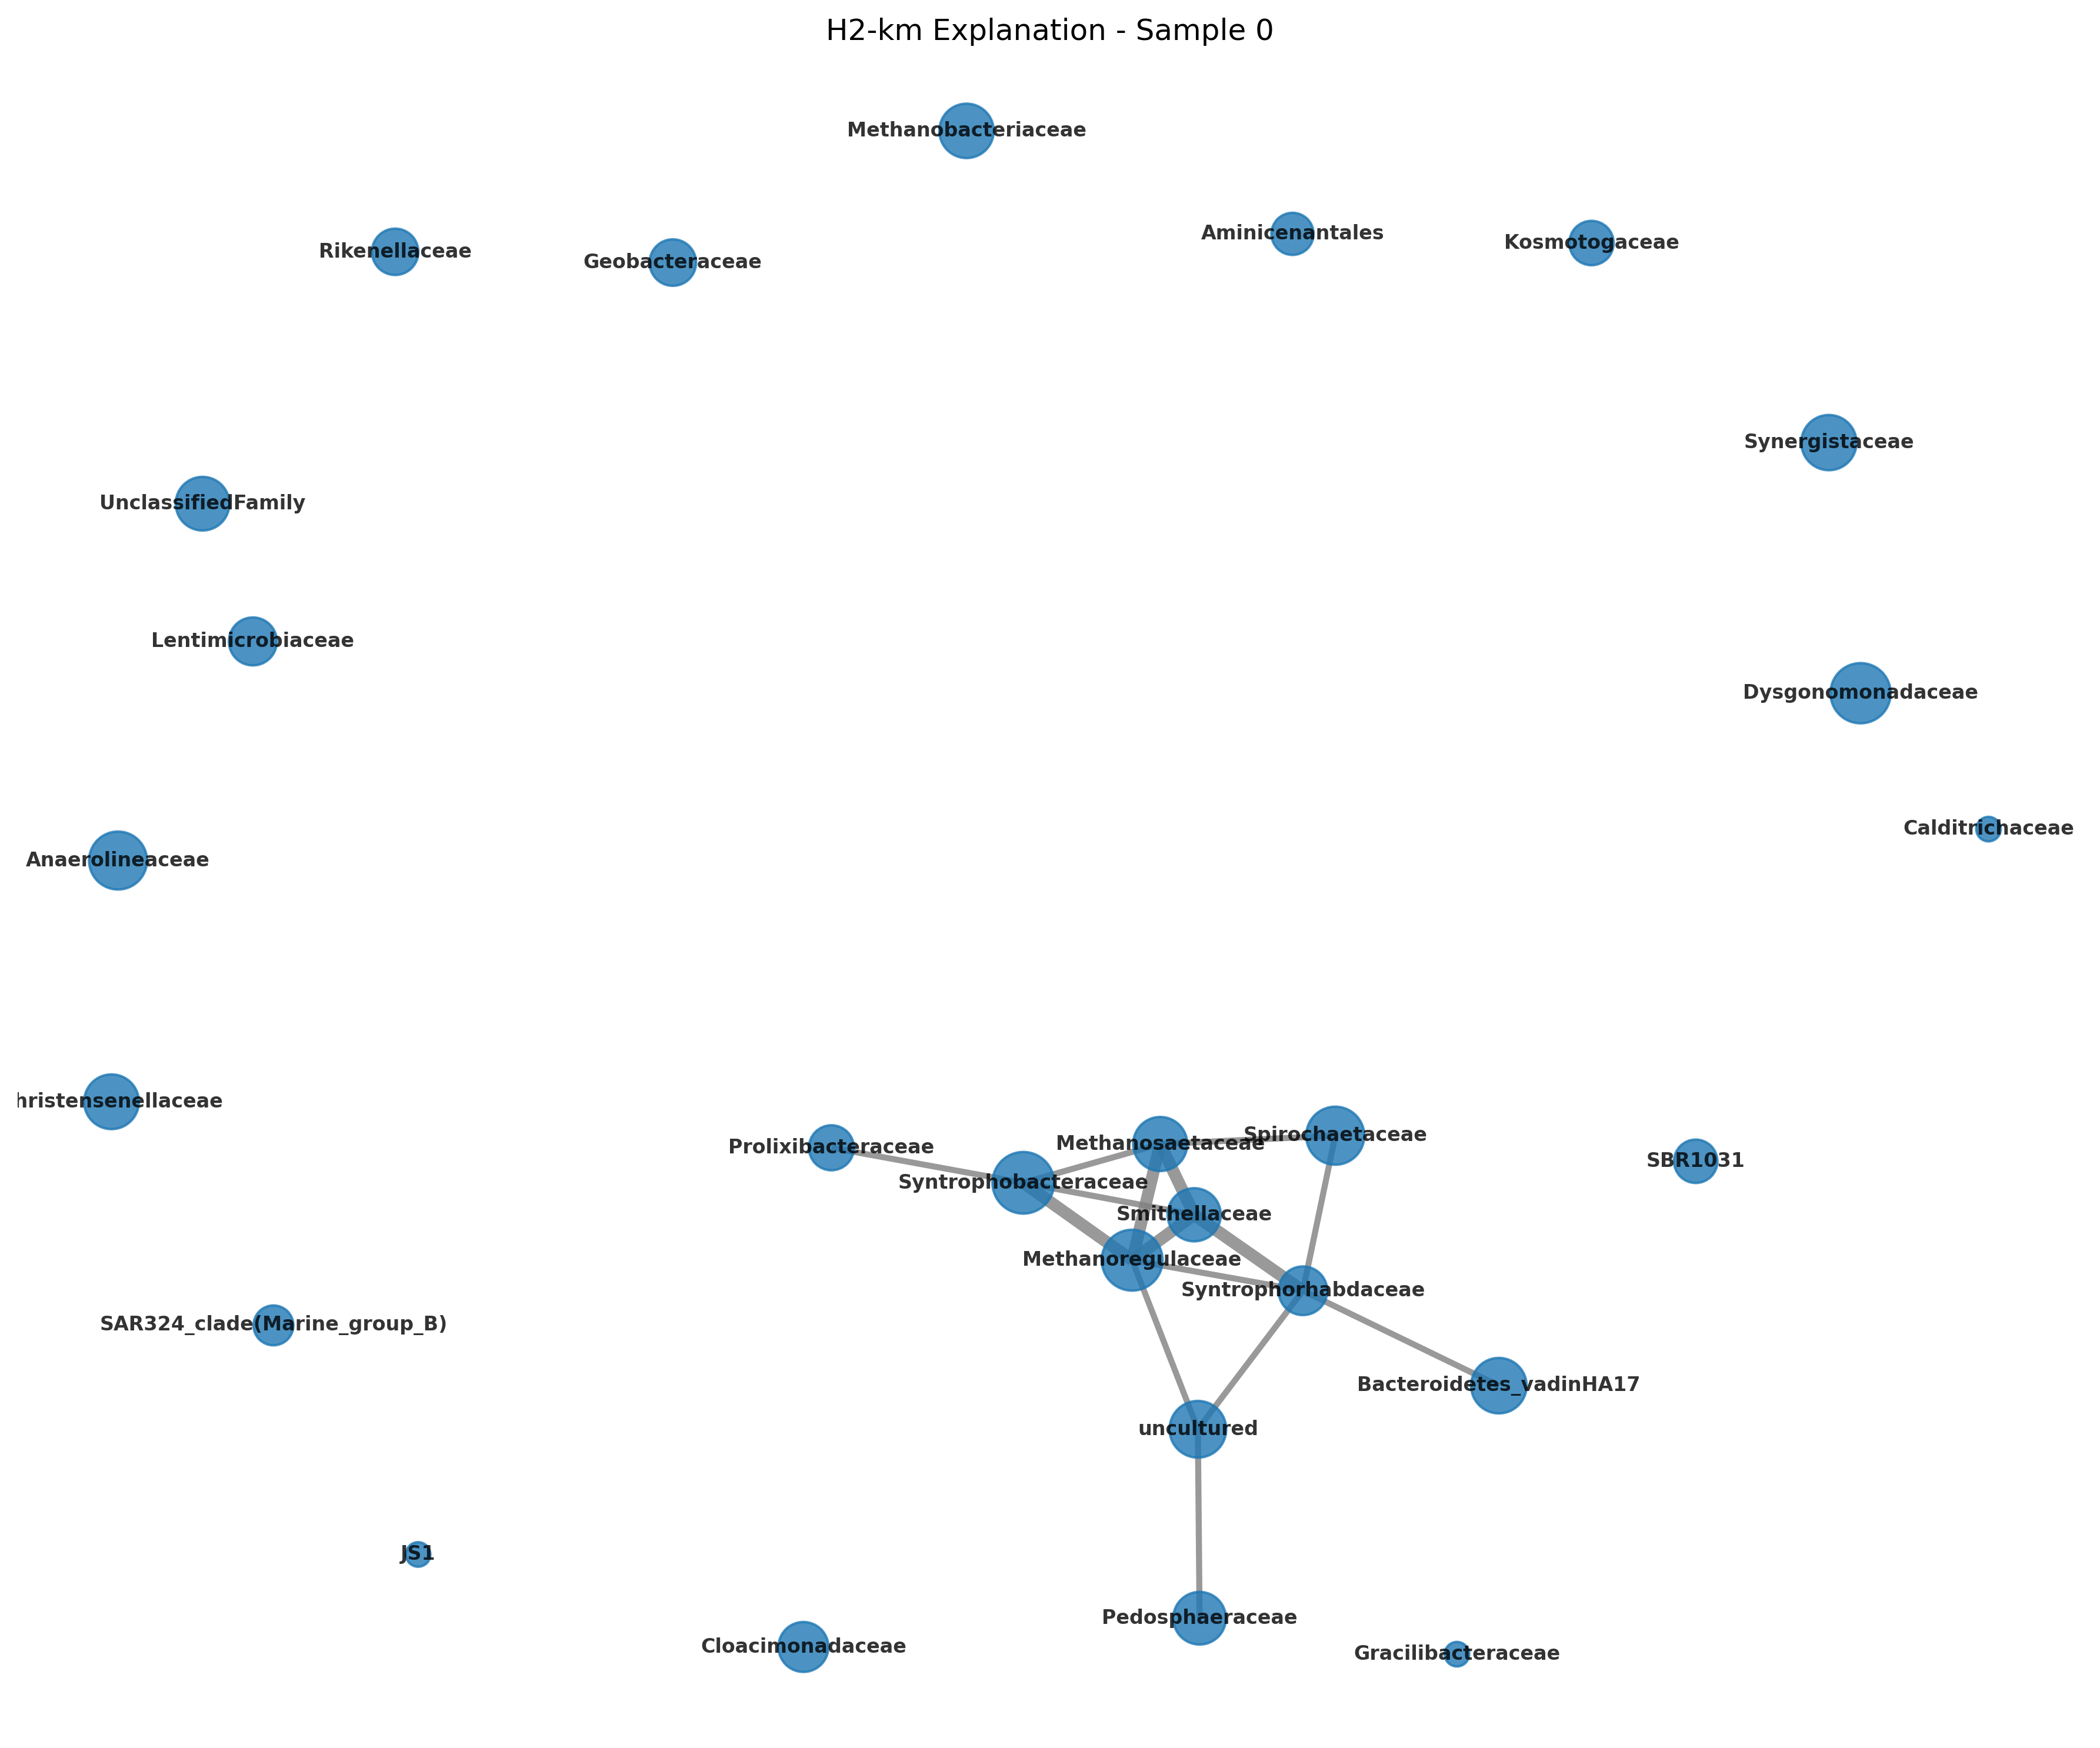 H2-km Explanation - Sample 0
Methanobacteriaceae
Aminicenantales
Kosmotogaceae
Rikenellaceae
Geobacteraceae
Synergistaceae
UnclassifiedFamily
Lentimicrobiaceae
Dysgonomonadaceae
Calditrichaceae
Anaerolineaceae
hristensenellaceae
Spirochaetaceae
Methanosaetaceae
Prolixibacteraceae
SBR1031
Syntrophobacteraceae
Smithellaceae
Methanoregulaceae
Syntrophorhabdaceae
SAR324_clade(Marine_group_B)
Bacteroidetes_vadinHA17
uncultured
JS1
Pedosphaeraceae
Cloacimonadaceae
Gracilibacteraceae